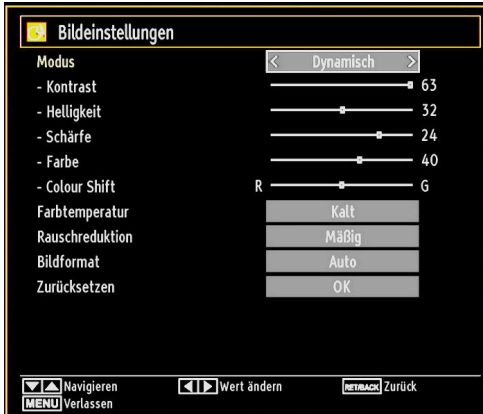 Bildeinstellungen
Modus < Dynamisch >
- Kontrast 63
- Helligkeit 32
- Schärfe 24
- Farbe 40
- Colour Shift R G
Farbtemperatur Kalt
Rauschreduktion Mäßig
Bildformat Auto
Zurücksetzen OK
Navigieren Wert ändern RET/BACK Zurück
MENU Verlassen